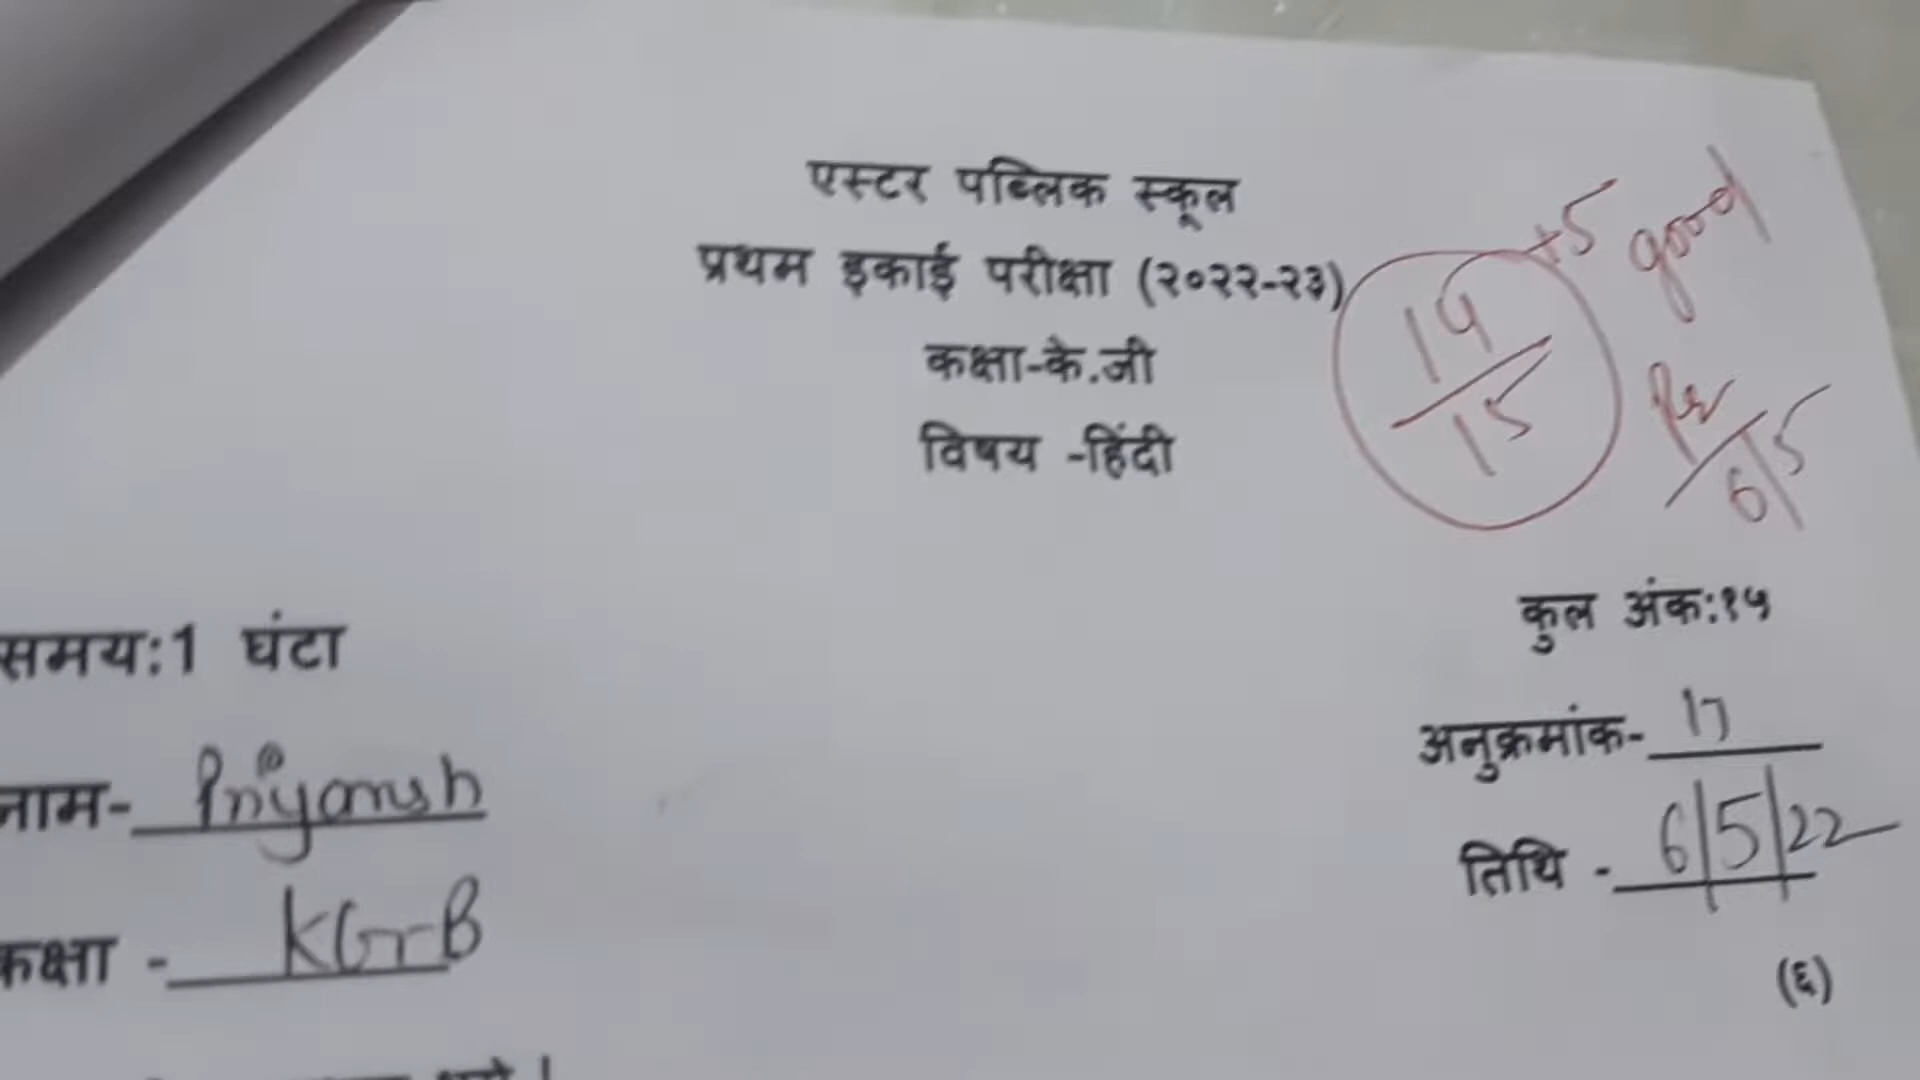 एस्टर पब्लिक स्कूल
प्रथम इकाई परीक्षा (२०२२-२३)
कक्षा-के.जी
विषय -हिंदी
+5 good
14
15
6/5
कुल अंक:१५
समय:1 घंटा
अनुक्रमांक- 17
नाम- Priyansh
तिथि - 6/5/22
कक्षा - KG-B
(६)